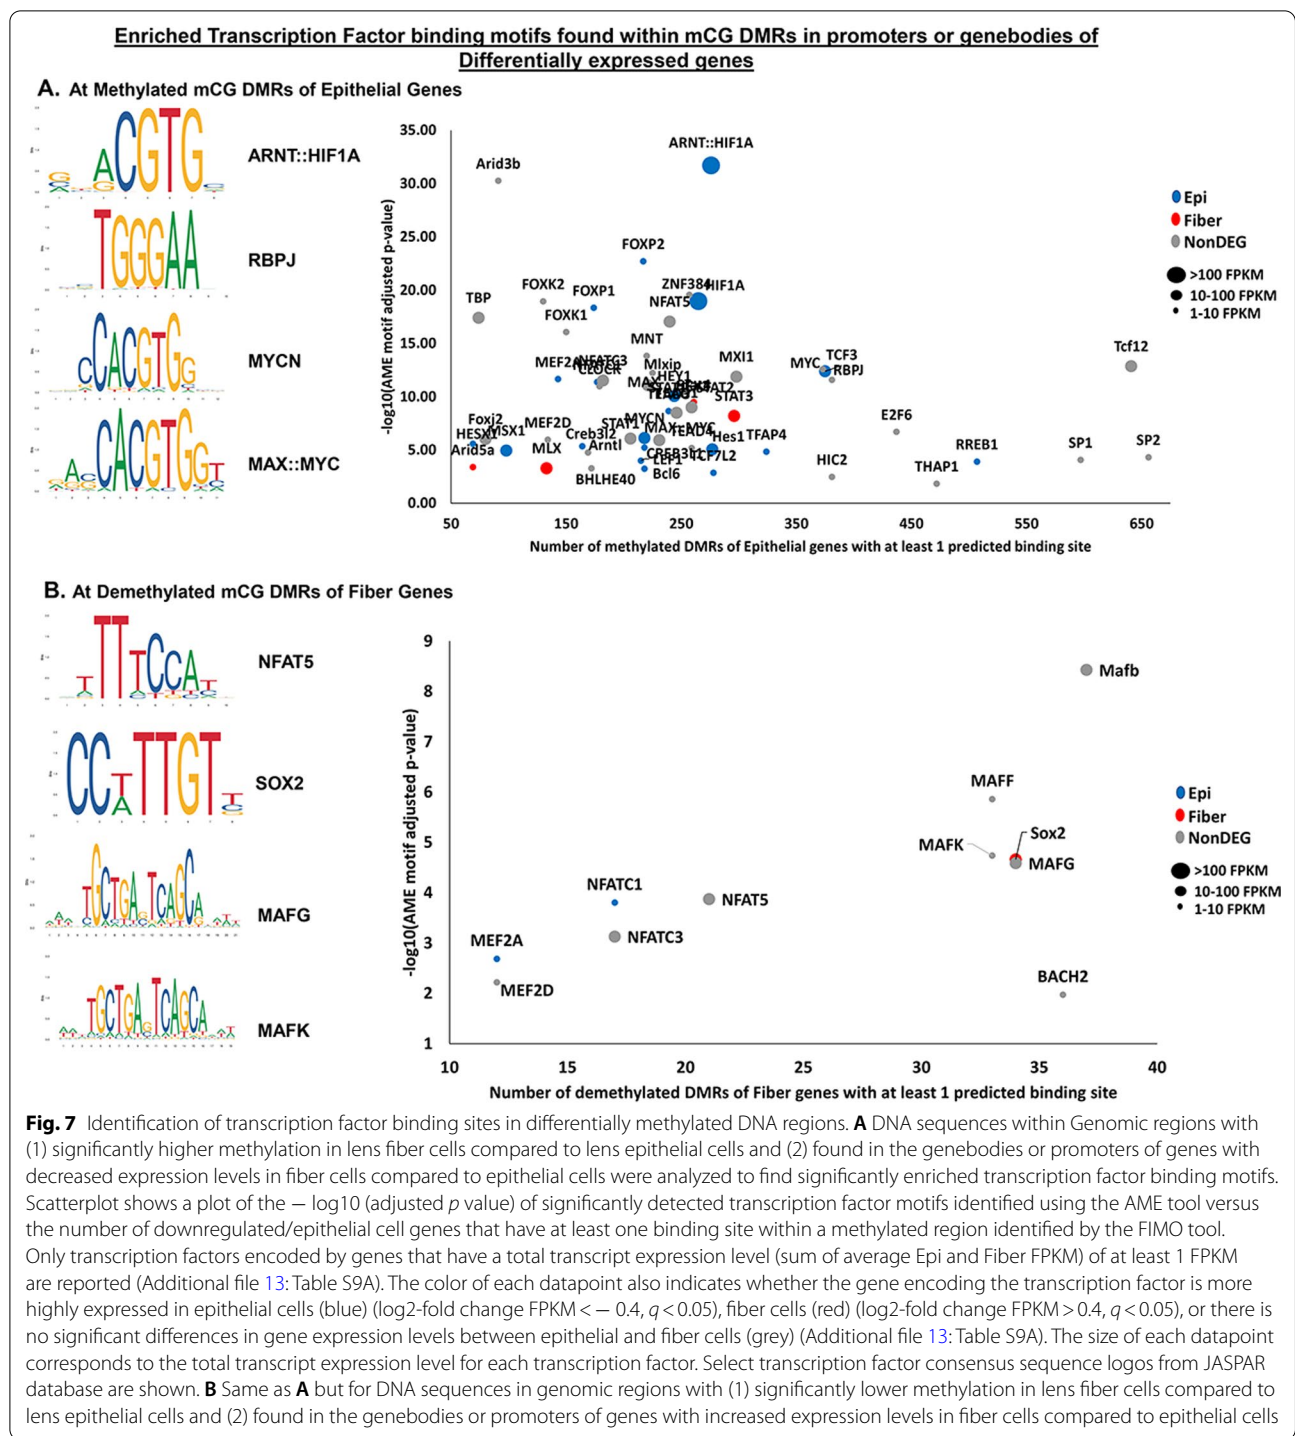 Enriched Transcription Factor binding motifs found within mCG DMRs in promoters or genebodies of
Differentially expressed genes
A. At Methylated mCG DMRs of Epithelial Genes
ARNT::HIF1A
RBPJ
MYCN
MAX::MYC
-log10(AME motif adjusted p-value)
35.00
30.00
25.00
20.00
15.00
10.00
5.00
0.00
50 150 250 350 450 550 650
Number of methylated DMRs of Epithelial genes with at least 1 predicted binding site
ARNT::HIF1A
Arid3b
FOXP2
ZNF384
HIF1A
FOXK2
FOXP1
NFAT5
TBP
FOXK1
MNT
MXI1
Tcf12
MEF2A
NFATC3
CLOCK
Mlxip
HEY1
MYC
TCF3
RBPJ
MAX
STAT3
E2F6
Foxj2
HESX1
MSX1
MEF2D
Creb3l2
STAT1
MYCN
TEAD4
Hes1
TFAP4
RREB1
SP1
SP2
Arid5a
MLX
Arntl
BHLHE40
CREB3L1
LEF1
TCF7L2
Bcl6
HIC2
THAP1
Epi
Fiber
NonDEG
>100 FPKM
10-100 FPKM
1-10 FPKM
B. At Demethylated mCG DMRs of Fiber Genes
NFAT5
SOX2
MAFG
MAFK
-log10(AME motif adjusted p-value)
9
8
7
6
5
4
3
2
1
10 15 20 25 30 35 40
Number of demethylated DMRs of Fiber genes with at least 1 predicted binding site
Mafb
MAFF
Sox2
MAFK
MAFG
NFATC1
NFAT5
NFATC3
MEF2A
MEF2D
BACH2
Epi
Fiber
NonDEG
>100 FPKM
10-100 FPKM
1-10 FPKM
Fig. 7 Identification of transcription factor binding sites in differentially methylated DNA regions. A DNA sequences within Genomic regions with
(1) significantly higher methylation in lens fiber cells compared to lens epithelial cells and (2) found in the genebodies or promoters of genes with
decreased expression levels in fiber cells compared to epithelial cells were analyzed to find significantly enriched transcription factor binding motifs.
Scatterplot shows a plot of the − log10 (adjusted p value) of significantly detected transcription factor motifs identified using the AME tool versus
the number of downregulated/epithelial cell genes that have at least one binding site within a methylated region identified by the FIMO tool.
Only transcription factors encoded by genes that have a total transcript expression level (sum of average Epi and Fiber FPKM) of at least 1 FPKM
are reported (Additional file 13: Table S9A). The color of each datapoint also indicates whether the gene encoding the transcription factor is more
highly expressed in epithelial cells (blue) (log2-fold change FPKM < − 0.4, q < 0.05), fiber cells (red) (log2-fold change FPKM > 0.4, q < 0.05), or there is
no significant differences in gene expression levels between epithelial and fiber cells (grey) (Additional file 13: Table S9A). The size of each datapoint
corresponds to the total transcript expression level for each transcription factor. Select transcription factor consensus sequence logos from JASPAR
database are shown. B Same as A but for DNA sequences in genomic regions with (1) significantly lower methylation in lens fiber cells compared to
lens epithelial cells and (2) found in the genebodies or promoters of genes with increased expression levels in fiber cells compared to epithelial cells